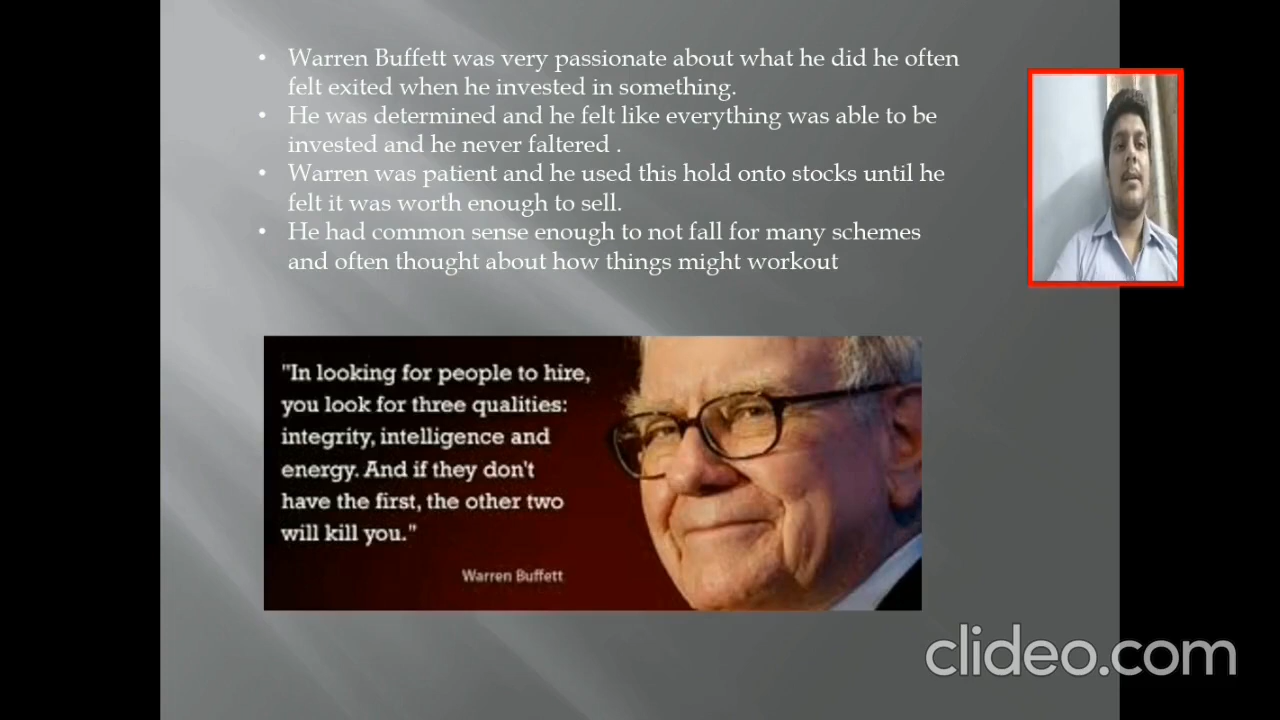 • Warren Buffett was very passionate about what he did he often
felt exited when he invested in something.
• He was determined and he felt like everything was able to be
invested and he never faltered .
• Warren was patient and he used this hold onto stocks until he
felt it was worth enough to sell.
• He had common sense enough to not fall for many schemes
and often thought about how things might workout
"In looking for people to hire,
you look for three qualities:
integrity, intelligence and
energy. And if they don't
have the first, the other two
will kill you."
Warren Buffett
clideo.com